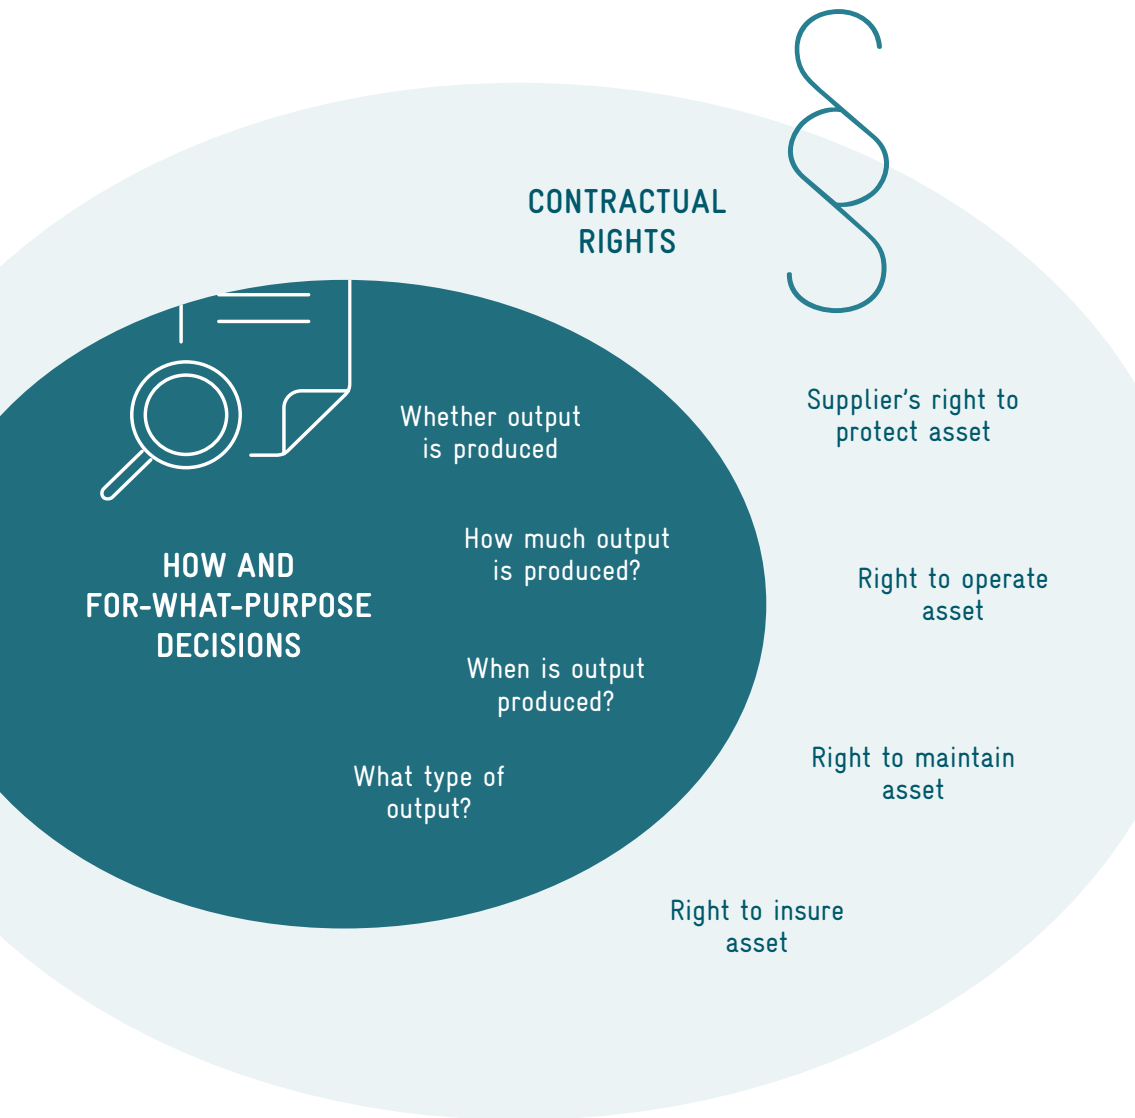 CONTRACTUAL
RIGHTS
HOW AND
FOR-WHAT-PURPOSE
DECISIONS
Whether output
is produced
How much output
is produced?
When is output
produced?
What type of
output?
Supplier's right to
protect asset
Right to operate
asset
Right to maintain
asset
Right to insure
asset